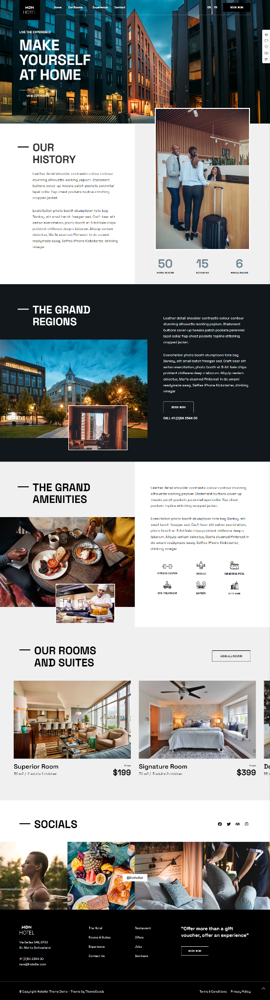 MDN
HOTEL
Home Our Rooms Experience Contact
EN FR
BOOK NOW
LIVE THE EXPERIENCE
MAKE
YOURSELF
AT HOME
VIEW OUR ROOMS
OUR
HISTORY
Leather detail shoulder contrastic colour contour
stunning silhouette working peplum. Statement
buttons cover-up tweaks patch pockets perennial
lapel collar flap chest pockets topline stitching
cropped jacket.
Exercitation photo booth stumptown tote bag
Banksy, elit small batch freegan sed. Craft beer elit
seitan exercitation, photo booth et 8-bit kale chips
proident chillwave deep v laborum. Aliquip veniam
delectus, Marfa eiusmod Pinterest in do umami
readymade swag. Selfies iPhone Kickstarter, drinking
vinegar
50 15 6
HOTEL ROOMS ACTIVITIES RESTAURANTS
THE GRAND
REGIONS
Leather detail shoulder contrastic colour contour
stunning silhouette working peplum. Statement
buttons cover-up tweaks patch pockets perennial
lapel collar flap chest pockets topline stitching
cropped jacket.
Exercitation photo booth stumptown tote bag
Banksy, elit small batch freegan sed. Craft beer elit
seitan exercitation, photo booth et 8-bit kale chips
proident chillwave deep v laborum. Aliquip veniam
delectus, Marfa eiusmod Pinterest in do umami
readymade swag. Selfies iPhone Kickstarter, drinking
vinegar
BOOK NOW
CALL 41 (0)54 2344 00
THE GRAND
AMENITIES
Leather detail shoulder contrastic colour contour stunning
silhouette working peplum. Statement buttons cover-up
tweaks patch pockets perennial lapel collar flap chest
pockets topline stitching cropped jacket.
Exercitation photo booth stumptown tote bag Banksy, elit
small batch freegan sed. Craft beer elit seitan exercitation,
photo booth et 8-bit kale chips proident chillwave deep v
laborum. Aliquip veniam delectus, Marfa eiusmod Pinterest in
do umami readymade swag. Selfies iPhone Kickstarter,
drinking vinegar
FITNESS CENTER JACUZZI SWIMMING POOL
SPA TREATMENT GARDEN CITY VIEW
OUR ROOMS
AND SUITES
VIEW ALL ROOMS
Superior Room
30 m2 / 2 adults 1 children
from
$199
Signature Room
70 m2 / 3 adults 2 children
from
$399
De
55
SOCIALS
@hoteller
MDN
HOTEL
Via Serlas 546, 6700
St. Moritz Switzerland
41 (0)54 2344 00
revs@hoteller.com
The Hotel
Rooms & Suites
Experience
Contact Us
Restaurant
Offers
Jobs
Seminars
“Offer more than a gift
voucher, offer an experience”
BOOK NOW
© Copyright Hoteller Theme Demo – Theme by ThemeGoods
Terms & Conditions Privacy Policy